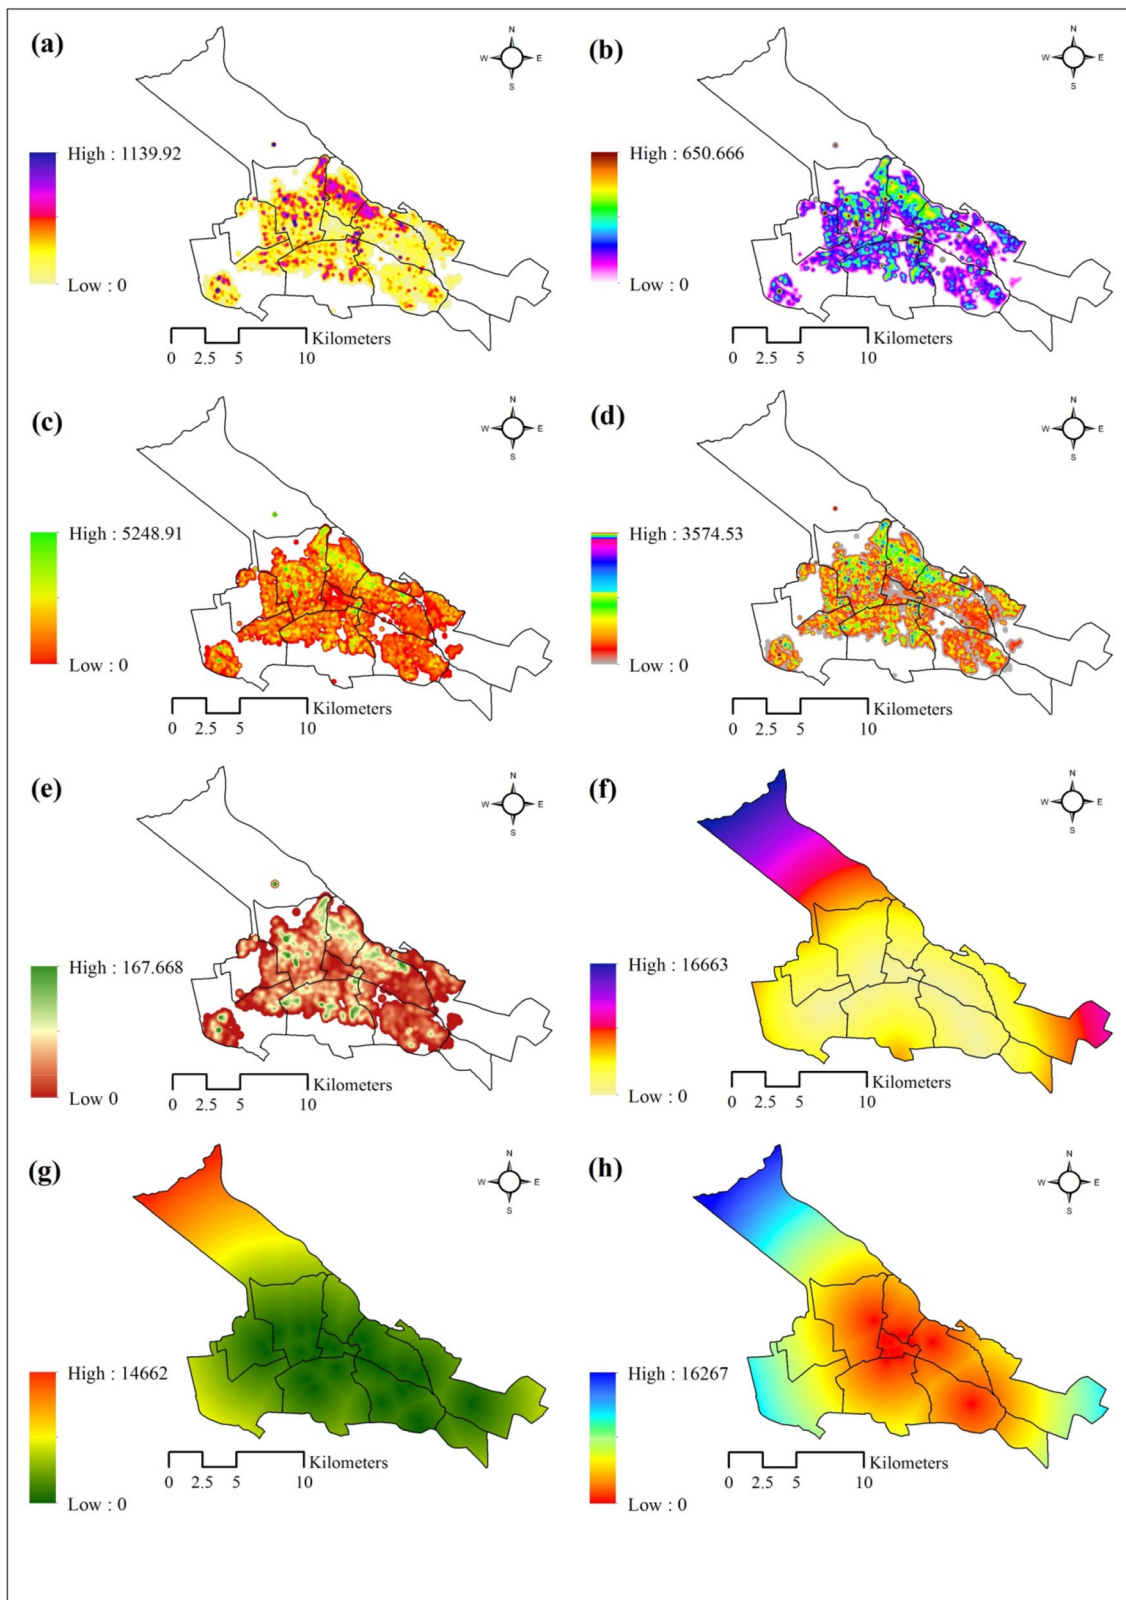 (a)
N
W E
S
High : 1139.92
Low : 0
Kilometers
0 2.5 5 10
(b)
N
W E
S
High : 650.666
Low : 0
Kilometers
0 2.5 5 10
(c)
N
W E
S
High : 5248.91
Low : 0
Kilometers
0 2.5 5 10
(d)
N
W E
S
High : 3574.53
Low : 0
Kilometers
0 2.5 5 10
(e)
N
W E
S
High : 167.668
Low 0
Kilometers
0 2.5 5 10
(f)
N
W E
S
High : 16663
Low : 0
Kilometers
0 2.5 5 10
(g)
N
W E
S
High : 14662
Low : 0
Kilometers
0 2.5 5 10
(h)
N
W E
S
High : 16267
Low : 0
Kilometers
0 2.5 5 10